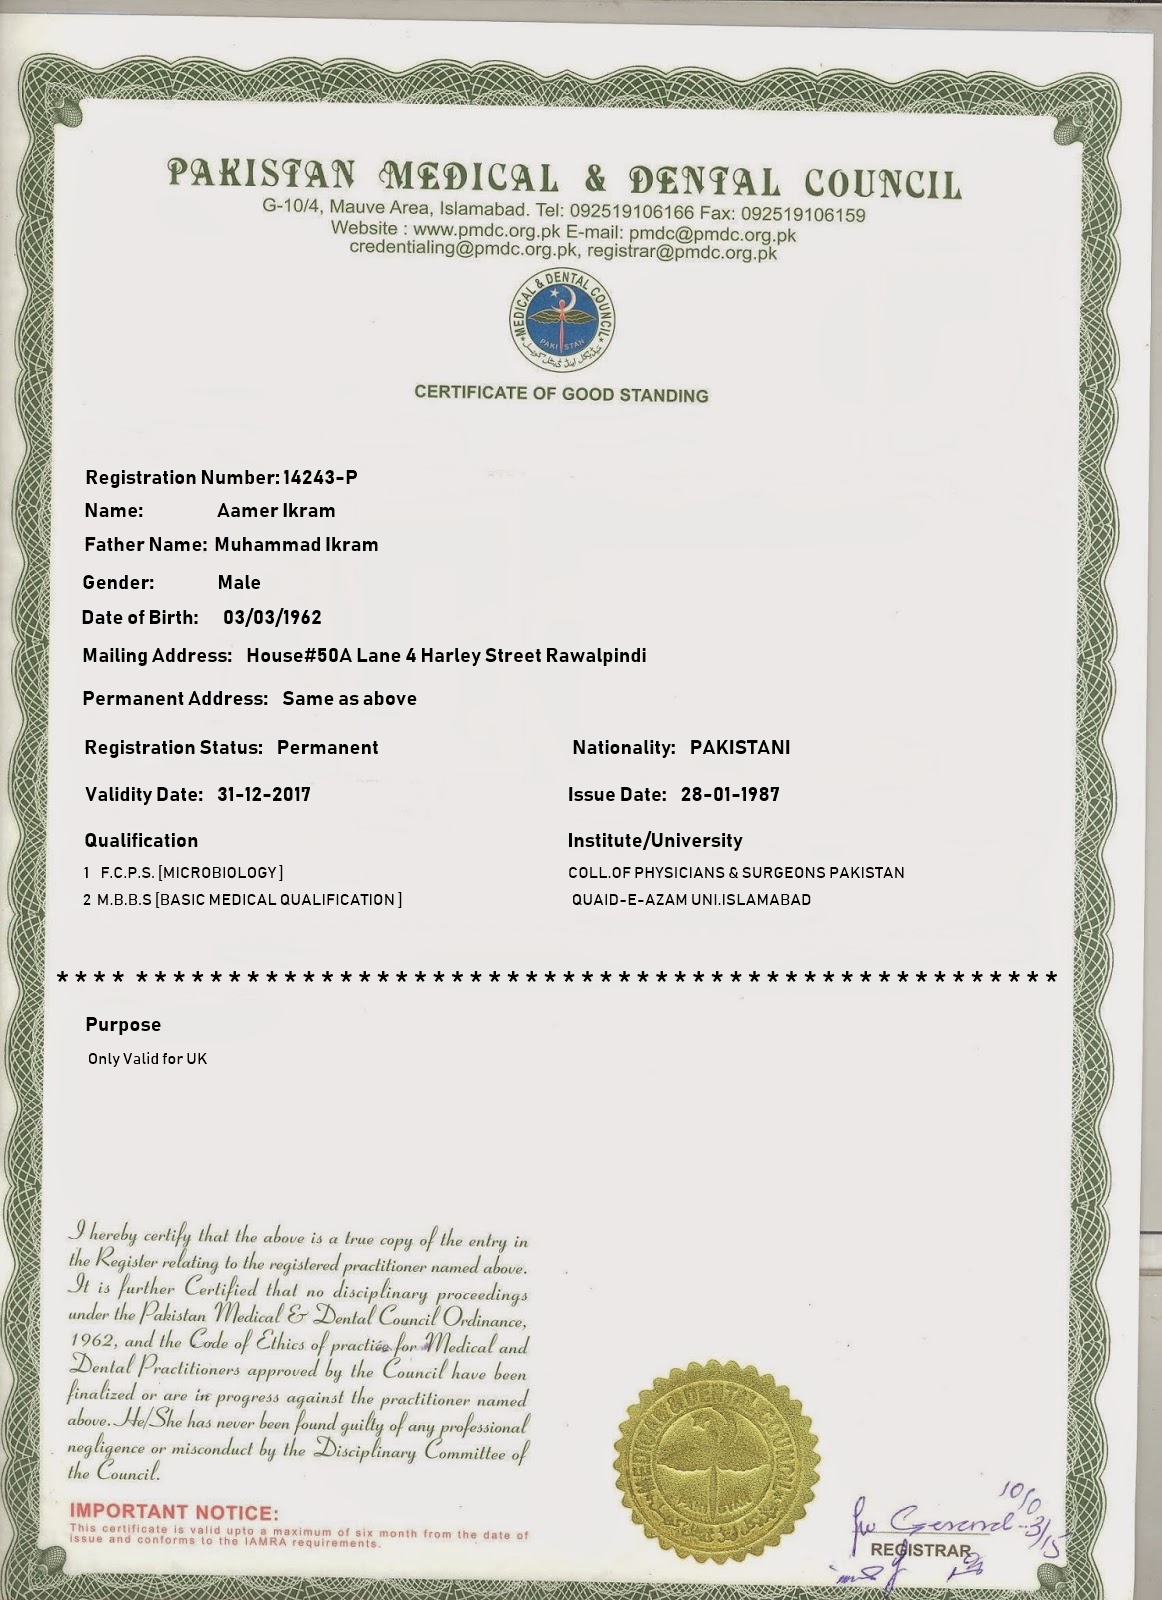 PAKISTAN MEDICAL & DENTAL COUNCIL
G-10/4, Mauve Area, Islamabad. Tel: 092519106166 Fax: 092519106159
Website : www.pmdc.org.pk E-mail: pmdc@pmdc.org.pk
credentialing@pmdc.org.pk, registrar@pmdc.org.pk
MEDICAL & DENTAL COUNCIL
PAKISTAN
CERTIFICATE OF GOOD STANDING
Registration Number: 14243-P
Name: Aamer Ikram
Father Name: Muhammad Ikram
Gender: Male
Date of Birth: 03/03/1962
Mailing Address: House#50A Lane 4 Harley Street Rawalpindi
Permanent Address: Same as above
Registration Status: Permanent Nationality: PAKISTANI
Validity Date: 31-12-2017 Issue Date: 28-01-1987
Qualification Institute/University
1 F.C.P.S. [MICROBIOLOGY] COLL.OF PHYSICIANS & SURGEONS PAKISTAN
2 M.B.B.S [BASIC MEDICAL QUALIFICATION ] QUAID-E-AZAM UNI.ISLAMABAD
* * * * * * * * * * * * * * * * * * * * * * * * * * * * * * * * * * * * * * * * * * * * * * * * * * * * * *
Purpose
Only Valid for UK
I hereby certify that the above is a true copy of the entry in
the Register relating to the registered practitioner named above.
It is further Certified that no disciplinary proceedings
under the Pakistan Medical & Dental Council Ordinance,
1962, and the Code of Ethics of practice for Medical and
Dental Practitioners approved by the Council have been
finalized or are in progress against the practitioner named
above. He/She has never been found guilty of any professional
negligence or misconduct by the Disciplinary Committee of
the Council.
IMPORTANT NOTICE:
This certificate is valid upto a maximum of six month from the date of
issue and conforms to the IAMRA requirements.
MEDICAL & DENTAL COUNCIL
REGISTRAR